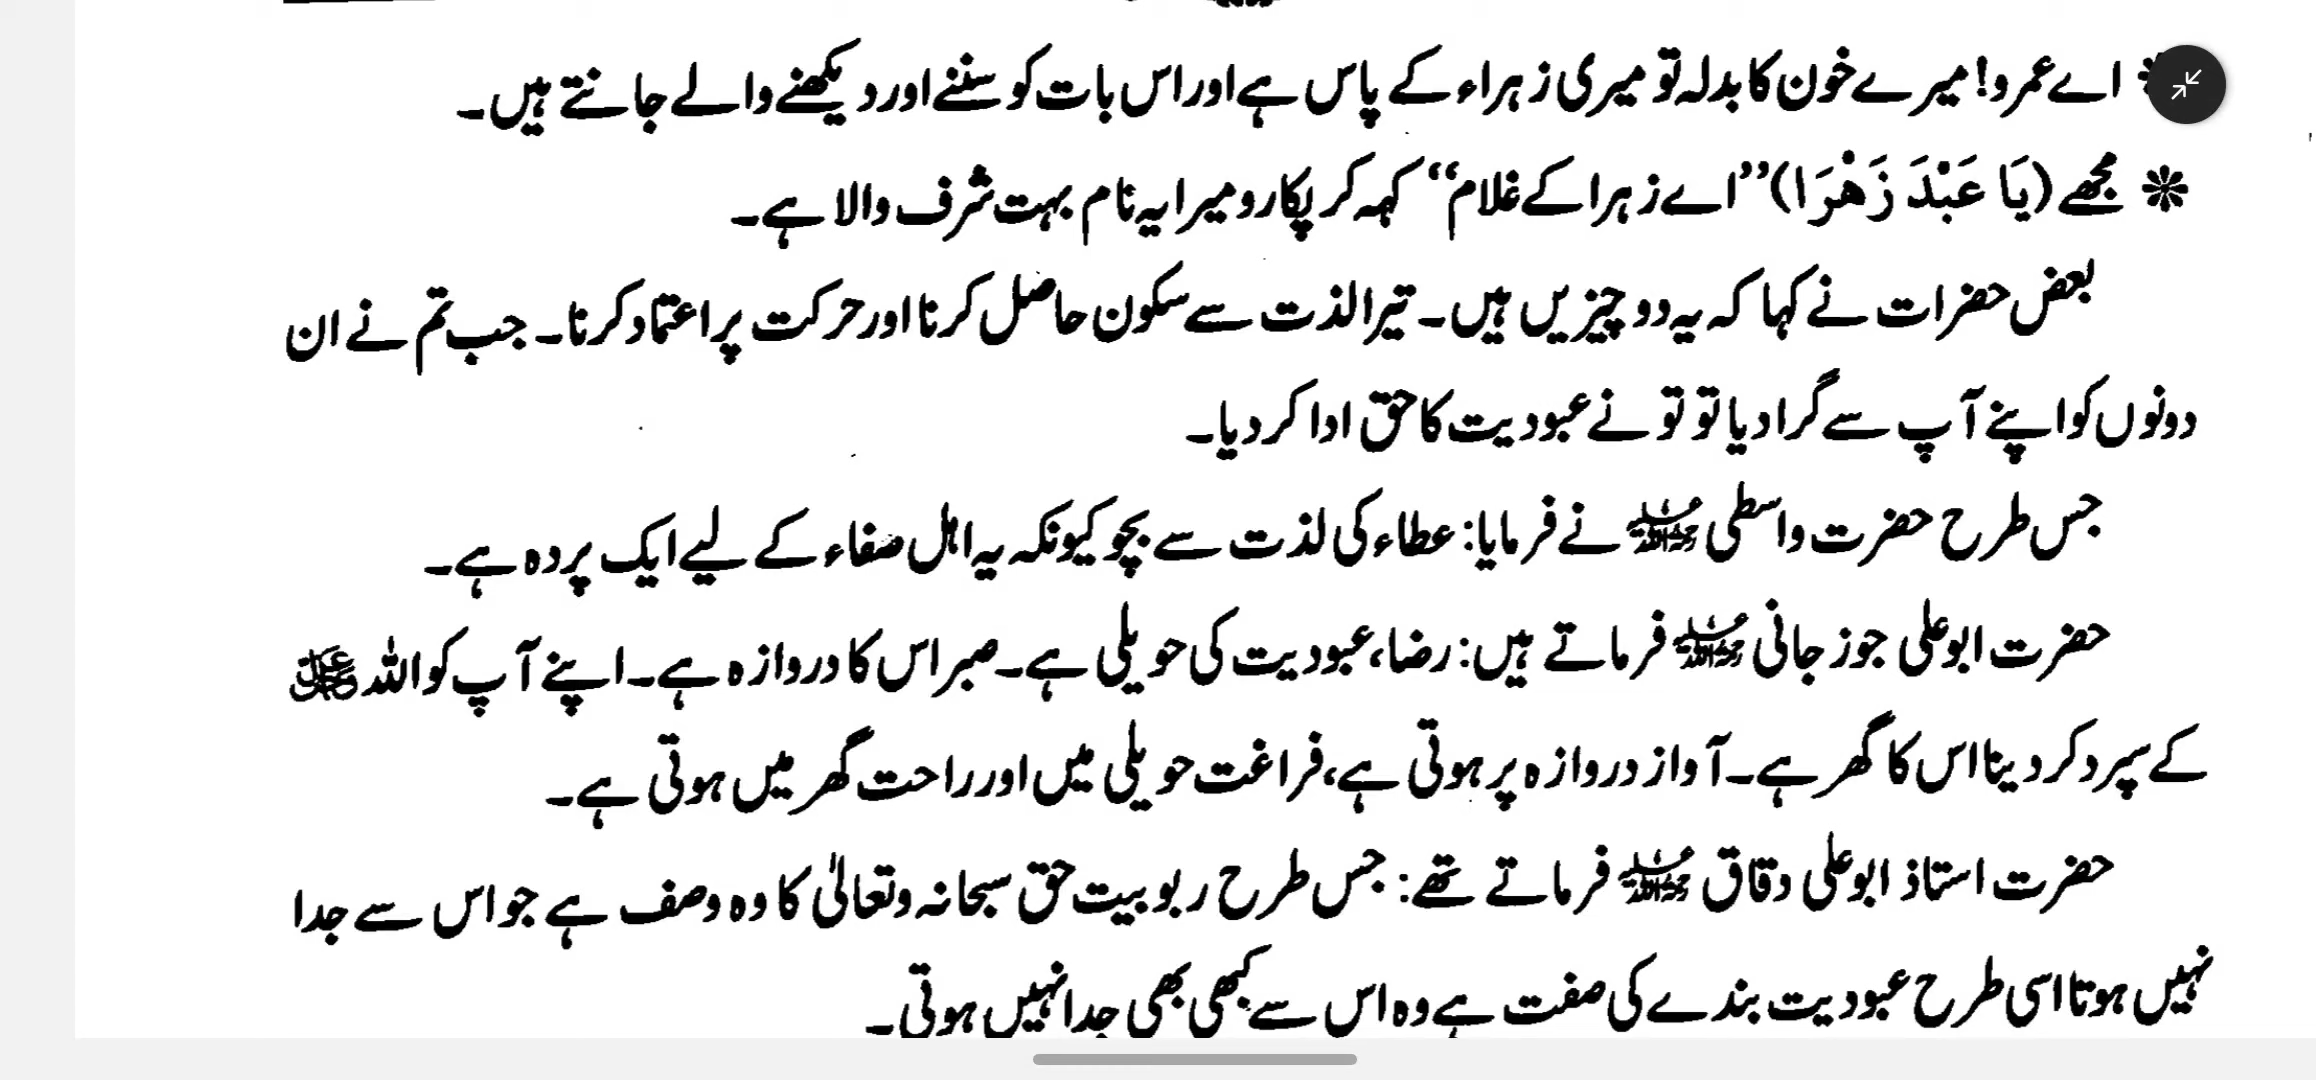 * اے عمرو! میرے خون کا بدلہ تو میری زہراء کے پاس ہے اور اس بات کو سننے اور دیکھنے والے جانتے ہیں۔
* مجھے (یَا عَبْدَ زَهْرَا) ’’اے زہرا کے غلام‘‘ کہہ کر پکارو میرا یہ نام بہت شرف والا ہے۔
بعض حضرات نے کہا کہ یہ دو چیزیں ہیں۔ تیرا لذت سے سکون حاصل کرنا اور حرکت پر اعتماد کرنا۔ جب تم نے ان
دونوں کو اپنے آپ سے گرا دیا تو تو نے عبودیت کا حق ادا کر دیا۔
جس طرح حضرت واسطی رحمۃ اللہ علیہ نے فرمایا: عطاء کی لذت سے بچو کیونکہ یہ اہل صفاء کے لیے ایک پردہ ہے۔
حضرت ابوعلی جوزجانی رحمۃ اللہ علیہ فرماتے ہیں: رضا، عبودیت کی حویلی ہے۔ صبر اس کا دروازہ ہے۔ اپنے آپ کو اللہ عزوجل
کے سپرد کر دینا اس کا گھر ہے۔ آواز دروازہ پر ہوتی ہے، فراغت حویلی میں اور راحت گھر میں ہوتی ہے۔
حضرت استاذ ابوعلی دقاق رحمۃ اللہ علیہ فرماتے تھے: جس طرح ربوبیت حق سبحانہ وتعالیٰ کا وہ وصف ہے جو اس سے جدا
نہیں ہوتا اسی طرح عبودیت بندے کی صفت ہے وہ اس سے کبھی بھی جدا نہیں ہوتی۔